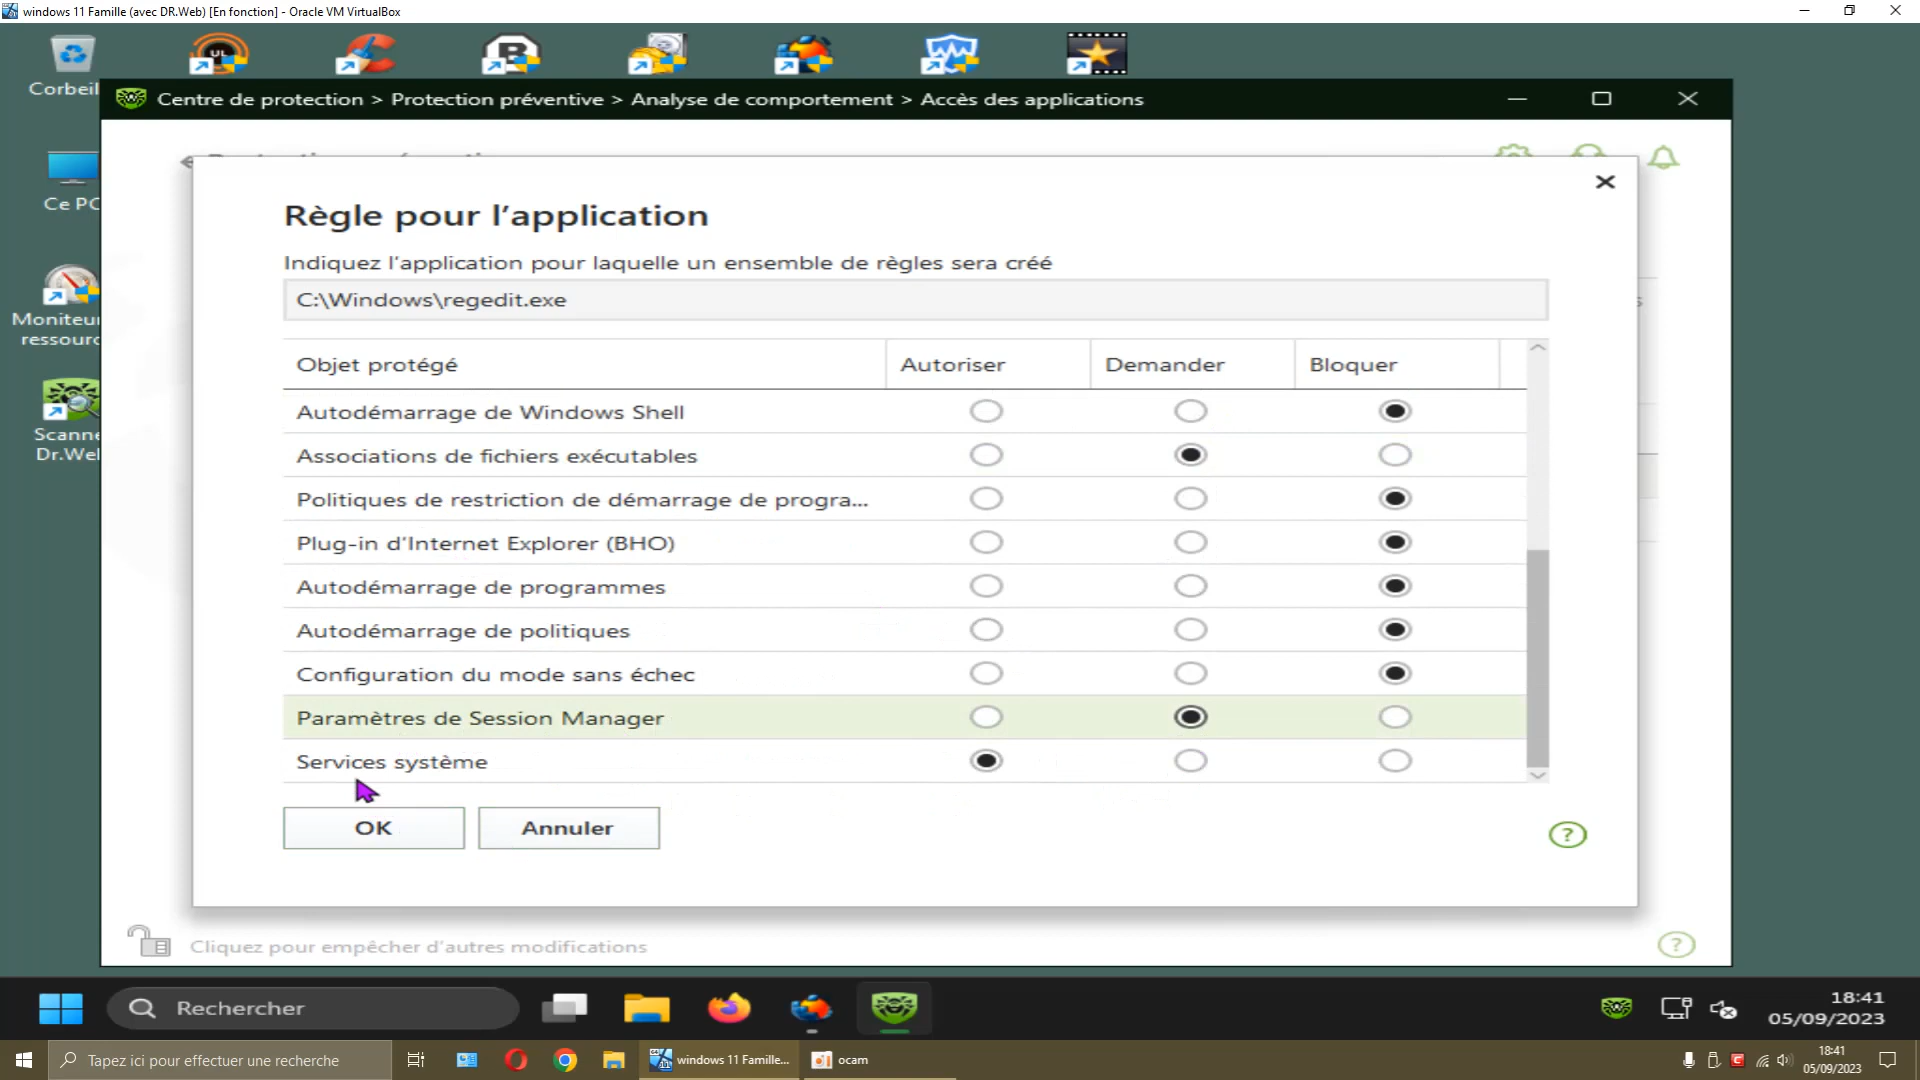 windows 11 Famille (avec DR.Web) [En fonction] - Oracle VM VirtualBox
Corbeil
Centre de protection > Protection préventive > Analyse de comportement > Accès des applications
Ce PC
Moniteur
ressourc
Scanne
Dr.Wel
Règle pour l'application
Indiquez l'application pour laquelle un ensemble de règles sera créé
C:\Windows\regedit.exe
Objet protégé Autoriser Demander Bloquer
Autodémarrage de Windows Shell
Associations de fichiers exécutables
Politiques de restriction de démarrage de progra...
Plug-in d'Internet Explorer (BHO)
Autodémarrage de programmes
Autodémarrage de politiques
Configuration du mode sans échec
Paramètres de Session Manager
Services système
OK Annuler
Cliquez pour empêcher d'autres modifications
Rechercher
18:41
05/09/2023
Tapez ici pour effectuer une recherche
windows 11 Famille...
ocam
18:41
05/09/2023